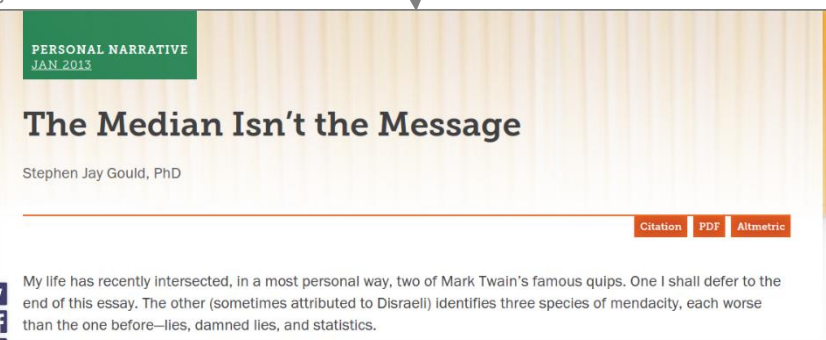 PERSONAL NARRATIVE
JAN 2013
The Median Isn't the Message
Stephen Jay Gould, PhD
Citation PDF Altmetric
My life has recently intersected, in a most personal way, two of Mark Twain's famous quips. One I shall defer to the
end of this essay. The other (sometimes attributed to Disraeli) identifies three species of mendacity, each worse
than the one before—lies, damned lies, and statistics.